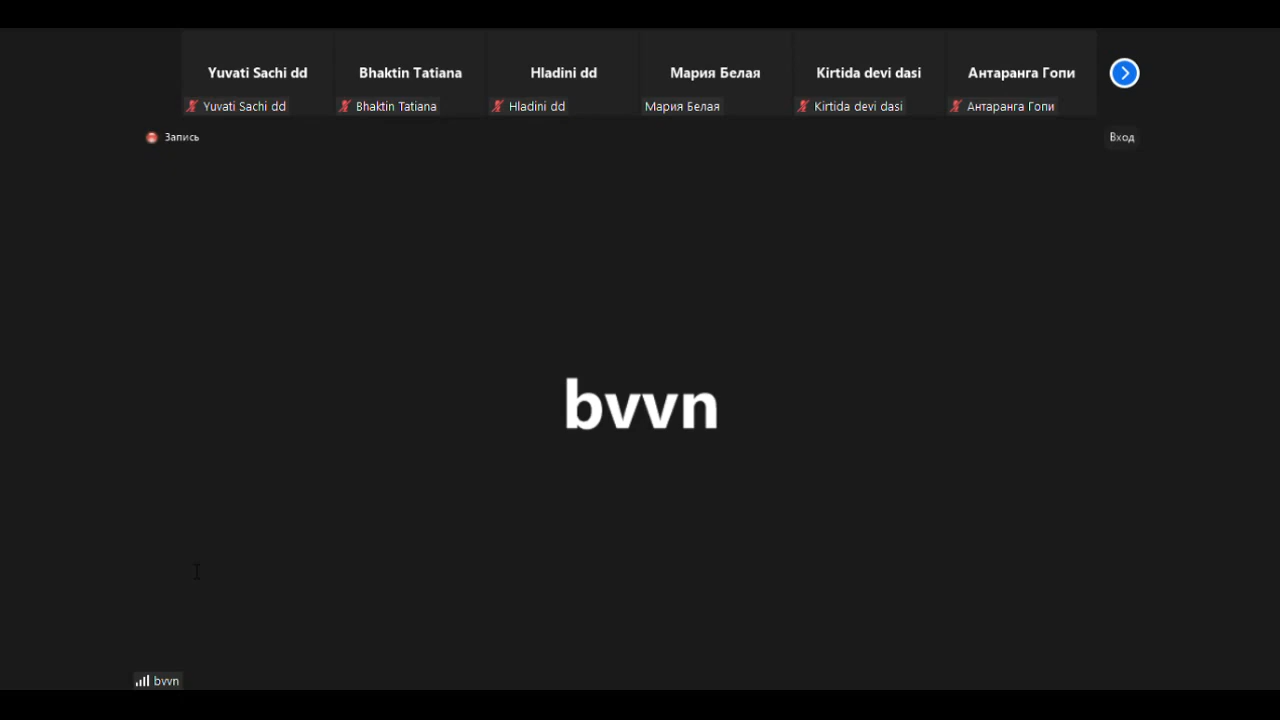 Yuvati Sachi dd
Bhaktin Tatiana
Hladini dd
Мария Белая
Kirtida devi dasi
Антаранга Гопи
Yuvati Sachi dd
Bhaktin Tatiana
Hladini dd
Мария Белая
Kirtida devi dasi
Антаранга Гопи
Запись
Вход
bvvn
bvvn